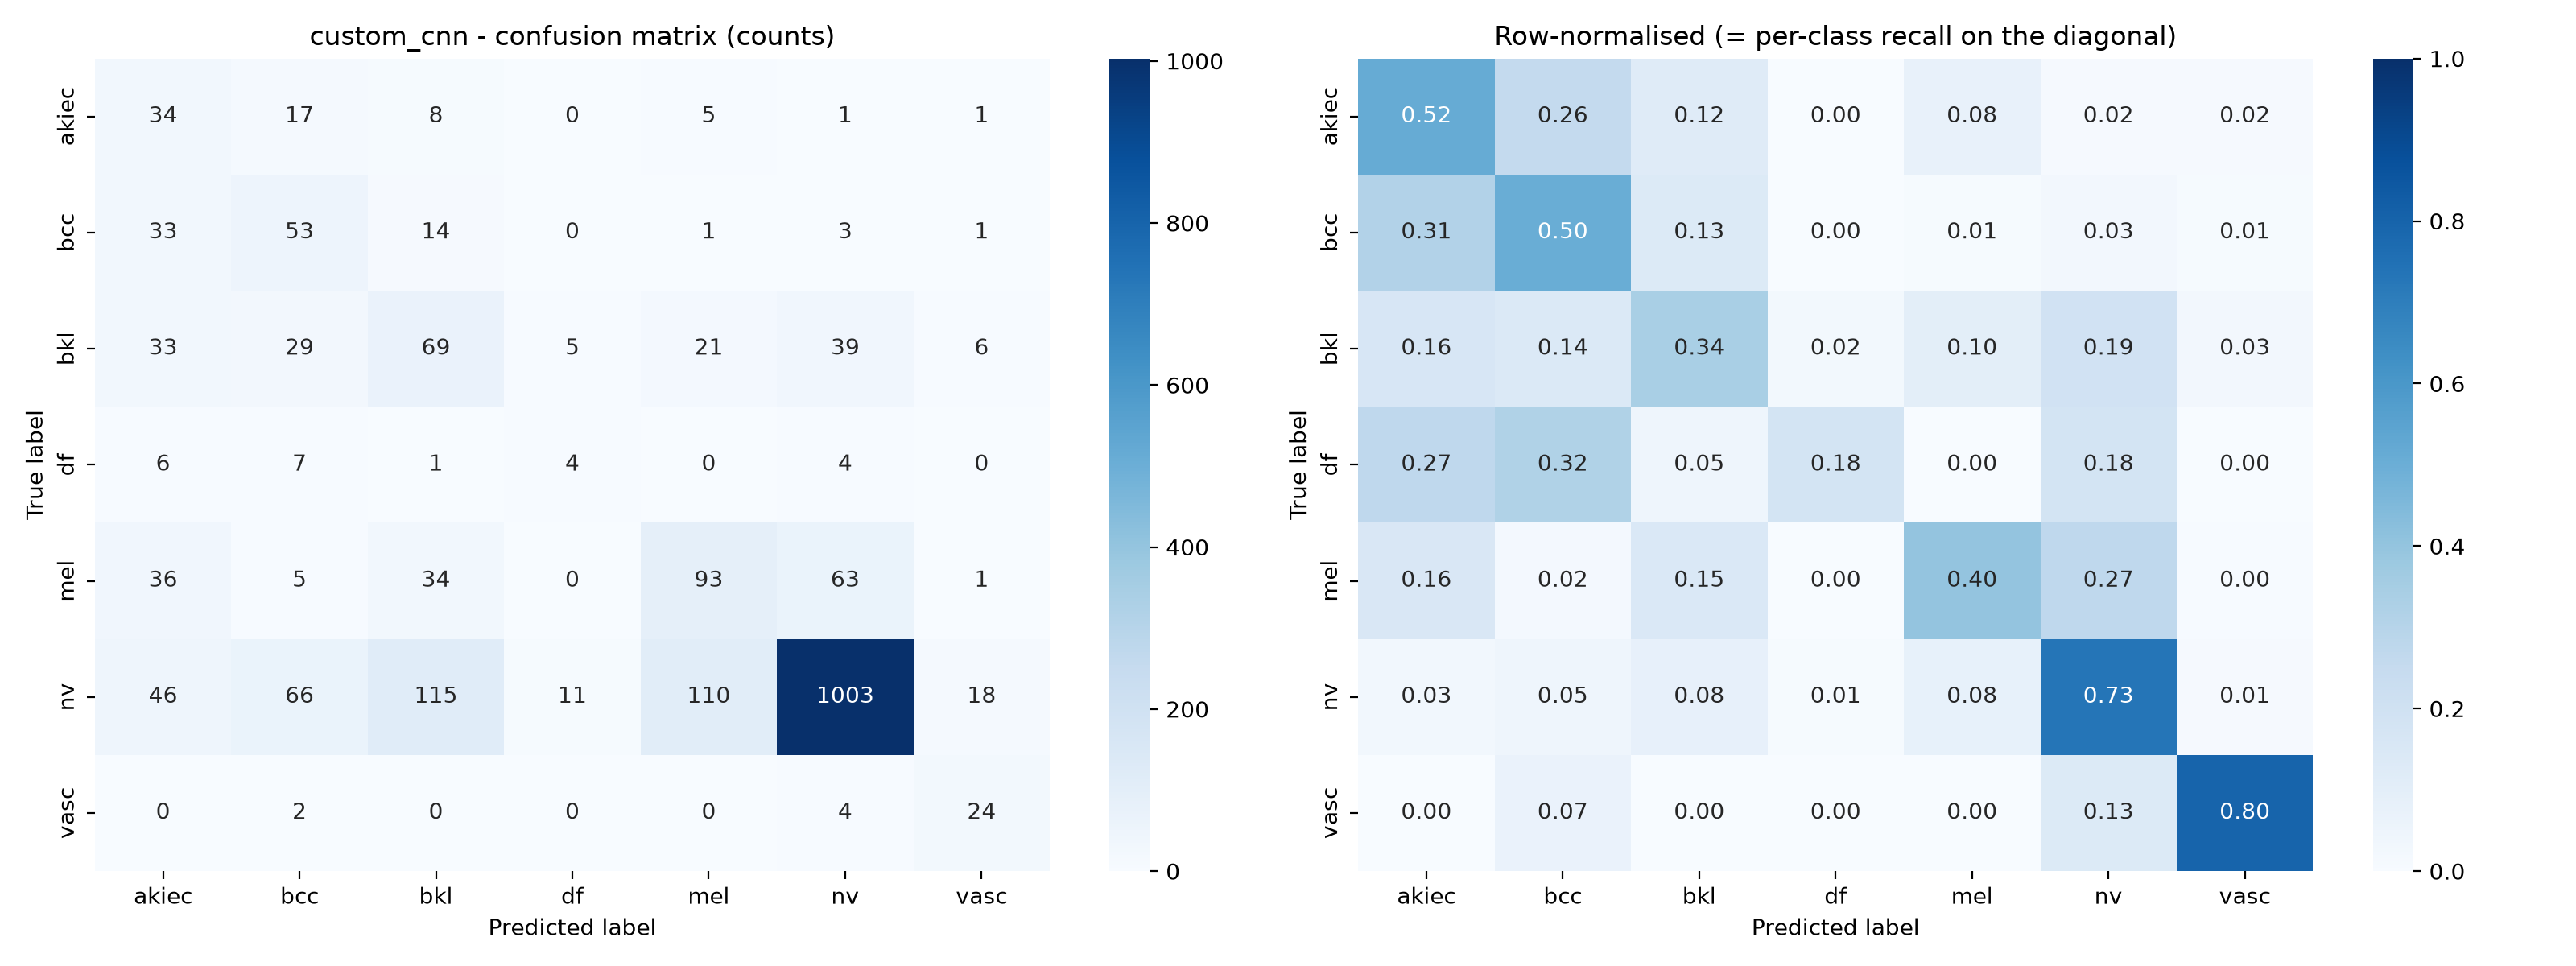 custom_cnn - confusion matrix (counts)
True label
akiec 34 17 8 0 5 1 1
bcc 33 53 14 0 1 3 1
bkl 33 29 69 5 21 39 6
df 6 7 1 4 0 4 0
mel 36 5 34 0 93 63 1
nv 46 66 115 11 110 1003 18
vasc 0 2 0 0 0 4 24
akiec bcc bkl df mel nv vasc
Predicted label
1000
800
600
400
200
0
Row-normalised (= per-class recall on the diagonal)
True label
akiec 0.52 0.26 0.12 0.00 0.08 0.02 0.02
bcc 0.31 0.50 0.13 0.00 0.01 0.03 0.01
bkl 0.16 0.14 0.34 0.02 0.10 0.19 0.03
df 0.27 0.32 0.05 0.18 0.00 0.18 0.00
mel 0.16 0.02 0.15 0.00 0.40 0.27 0.00
nv 0.03 0.05 0.08 0.01 0.08 0.73 0.01
vasc 0.00 0.07 0.00 0.00 0.00 0.13 0.80
akiec bcc bkl df mel nv vasc
Predicted label
1.0
0.8
0.6
0.4
0.2
0.0